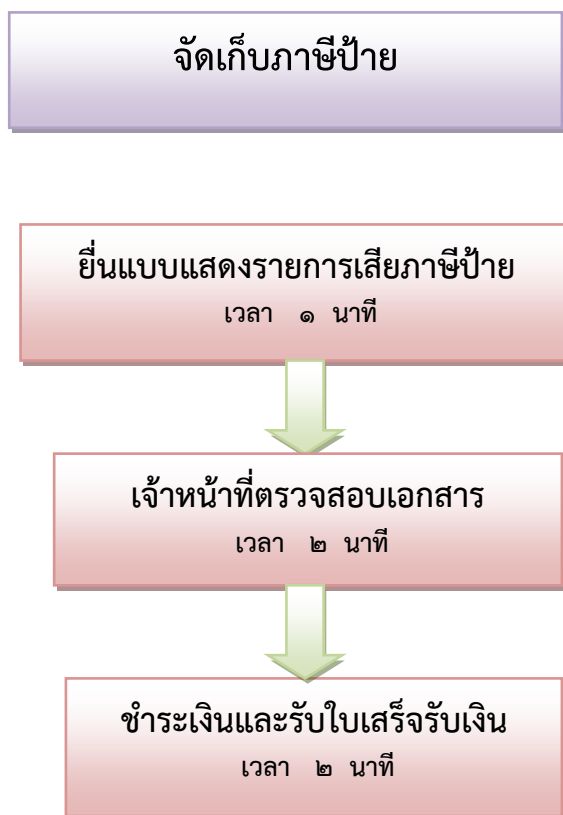 จัดเก็บภาษีป้าย
ยื่นแบบแสดงรายการเสียภาษีป้าย
เวลา ๑ นาที
เจ้าหน้าที่ตรวจสอบเอกสาร
เวลา ๒ นาที
ชำระเงินและรับใบเสร็จรับเงิน
เวลา ๒ นาที